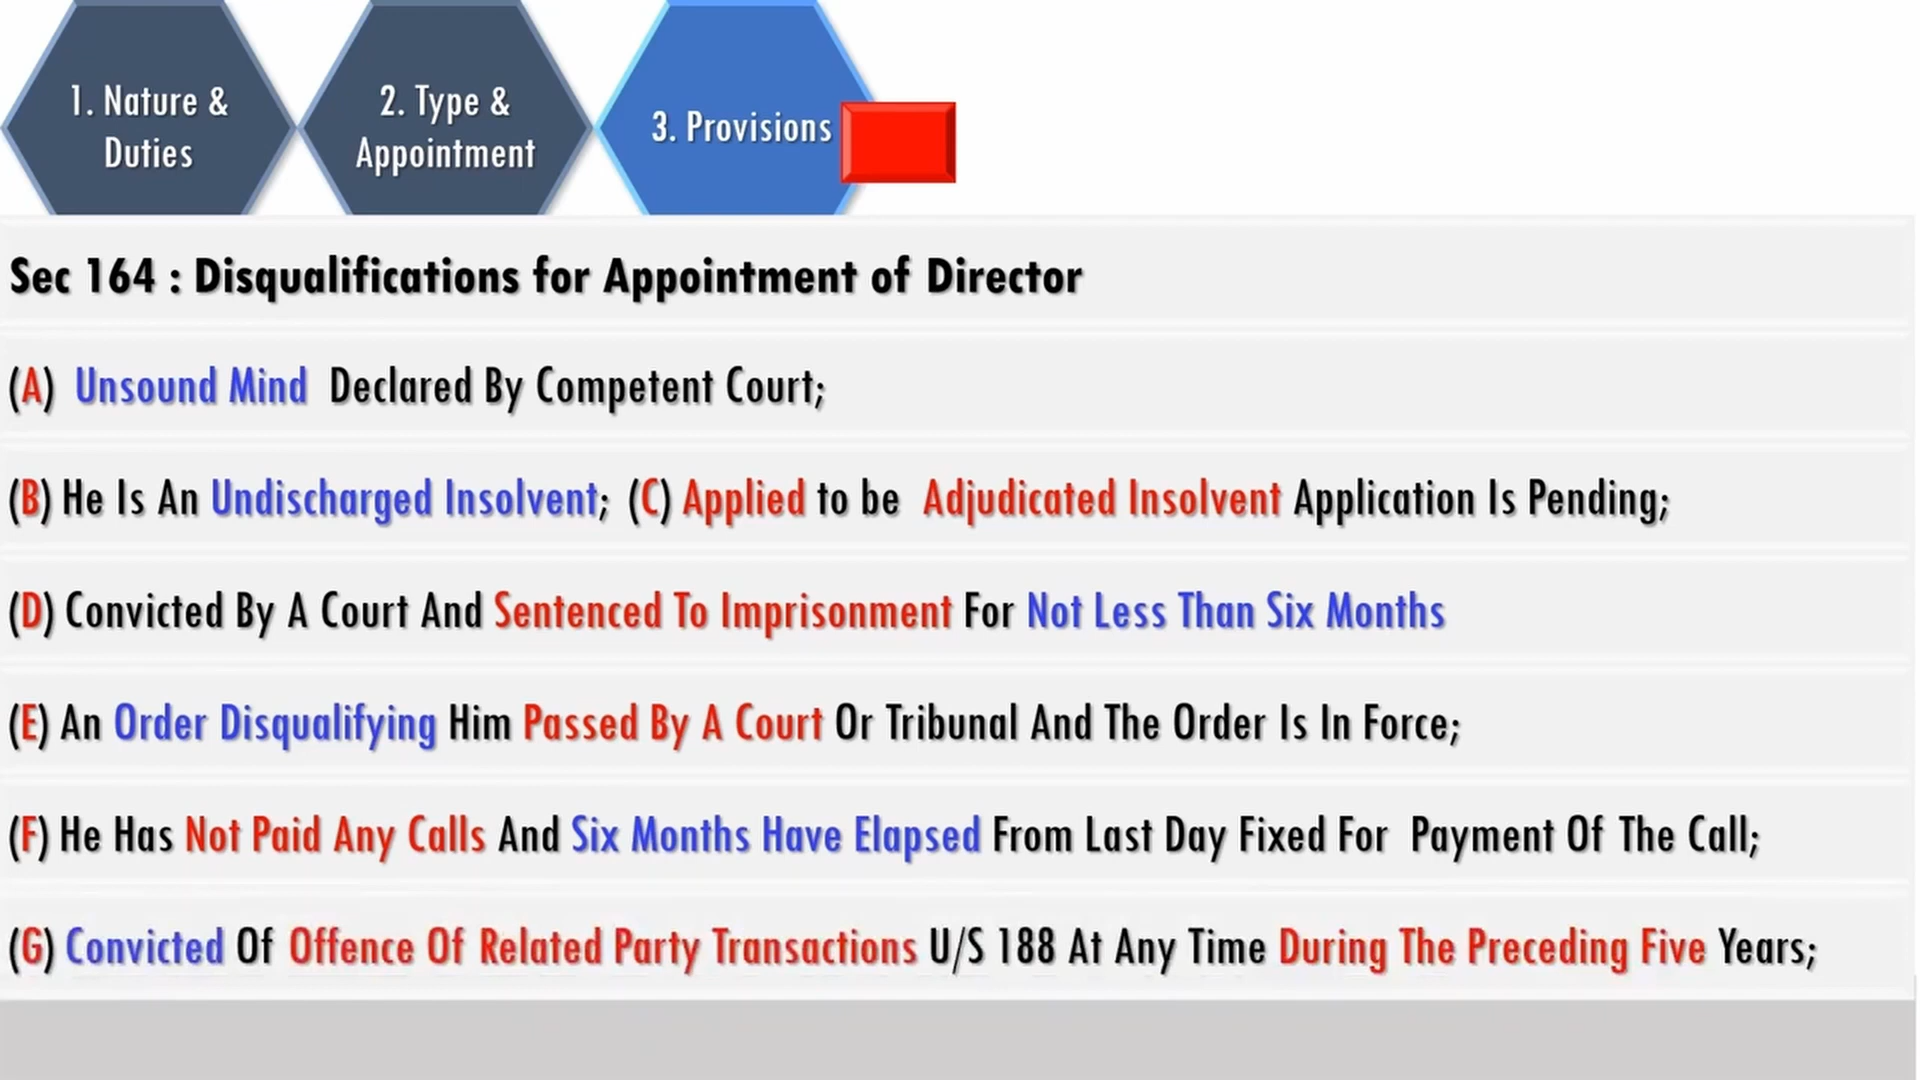 1. Nature &
Duties
2. Type &
Appointment
3. Provisions
Sec 164 : Disqualifications for Appointment of Director
(A) Unsound Mind Declared By Competent Court;
(B) He Is An Undischarged Insolvent; (C) Applied to be Adjudicated Insolvent Application Is Pending;
(D) Convicted By A Court And Sentenced To Imprisonment For Not Less Than Six Months
(E) An Order Disqualifying Him Passed By A Court Or Tribunal And The Order Is In Force;
(F) He Has Not Paid Any Calls And Six Months Have Elapsed From Last Day Fixed For Payment Of The Call;
(G) Convicted Of Offence Of Related Party Transactions U/S 188 At Any Time During The Preceding Five Years;